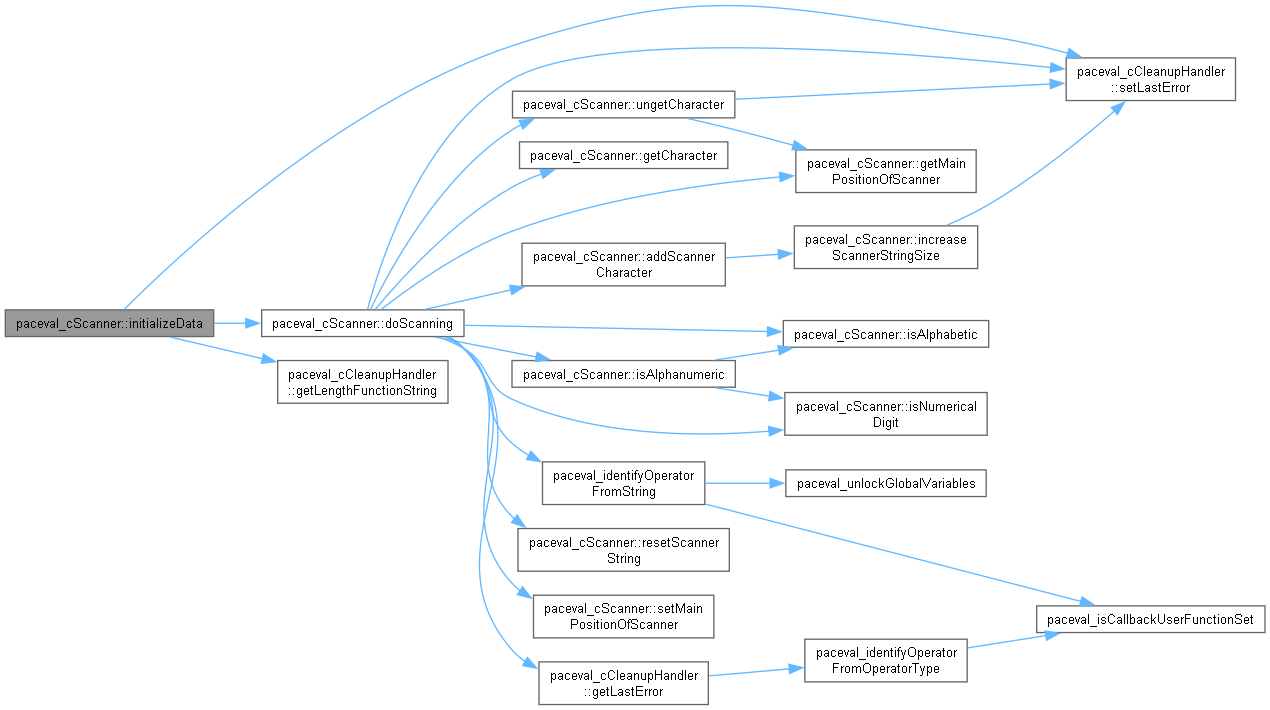 paceval_cScanner::initializeData
paceval_cScanner::doScanning
paceval_cCleanupHandler
::getLengthFunctionString
paceval_cScanner::ungetCharacter
paceval_cScanner::getCharacter
paceval_cScanner::addScanner
Character
paceval_cScanner::isAlphanumeric
paceval_identifyOperator
FromString
paceval_cScanner::resetScanner
String
paceval_cScanner::setMain
PositionOfScanner
paceval_cCleanupHandler
::getLastError
paceval_cScanner::getMain
PositionOfScanner
paceval_cScanner::increase
ScannerStringSize
paceval_cScanner::isAlphabetic
paceval_cScanner::isNumerical
Digit
paceval_unlockGlobalVariables
paceval_identifyOperator
FromOperatorType
paceval_cCleanupHandler
::setLastError
paceval_isCallbackUserFunctionSet